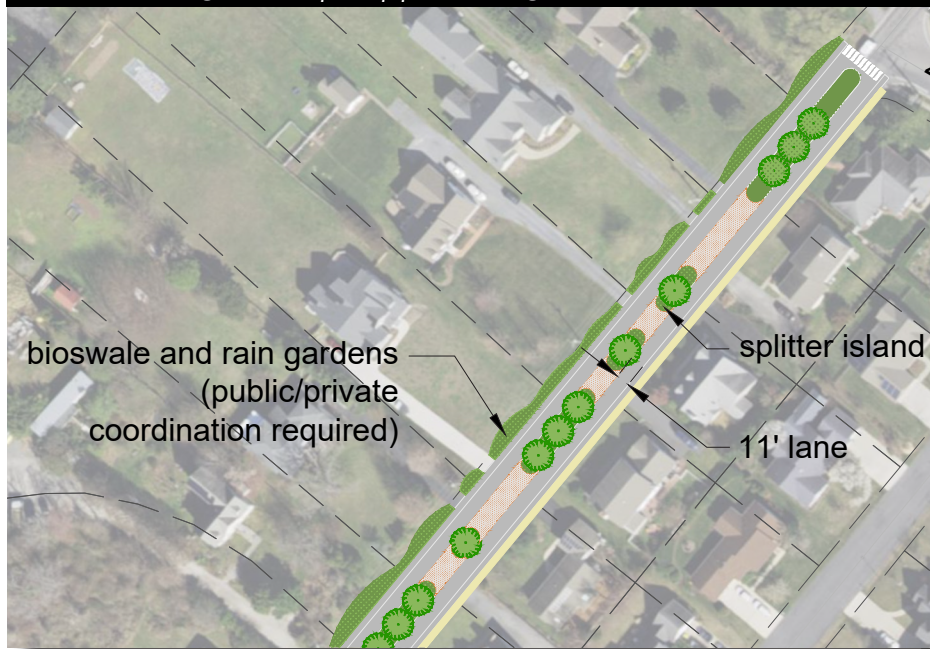 bioswale and rain gardens
(public/private
coordination required)
splitter island
11' lane